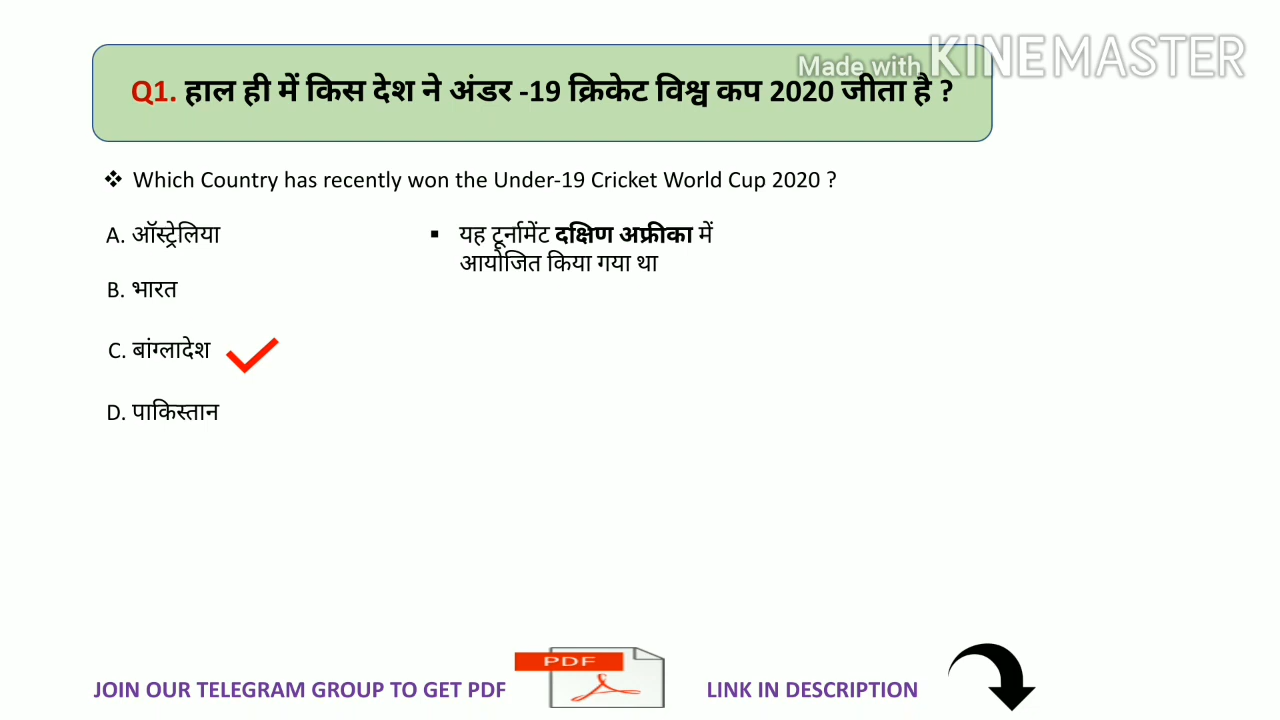 Made with KINEMASTER
Q1. हाल ही में किस देश ने अंडर -19 क्रिकेट विश्व कप 2020 जीता है ?
❖ Which Country has recently won the Under-19 Cricket World Cup 2020 ?
A. ऑस्ट्रेलिया
▪ यह टूर्नामेंट दक्षिण अफ्रीका में
आयोजित किया गया था
B. भारत
C. बांग्लादेश
D. पाकिस्तान
PDF
JOIN OUR TELEGRAM GROUP TO GET PDF
LINK IN DESCRIPTION